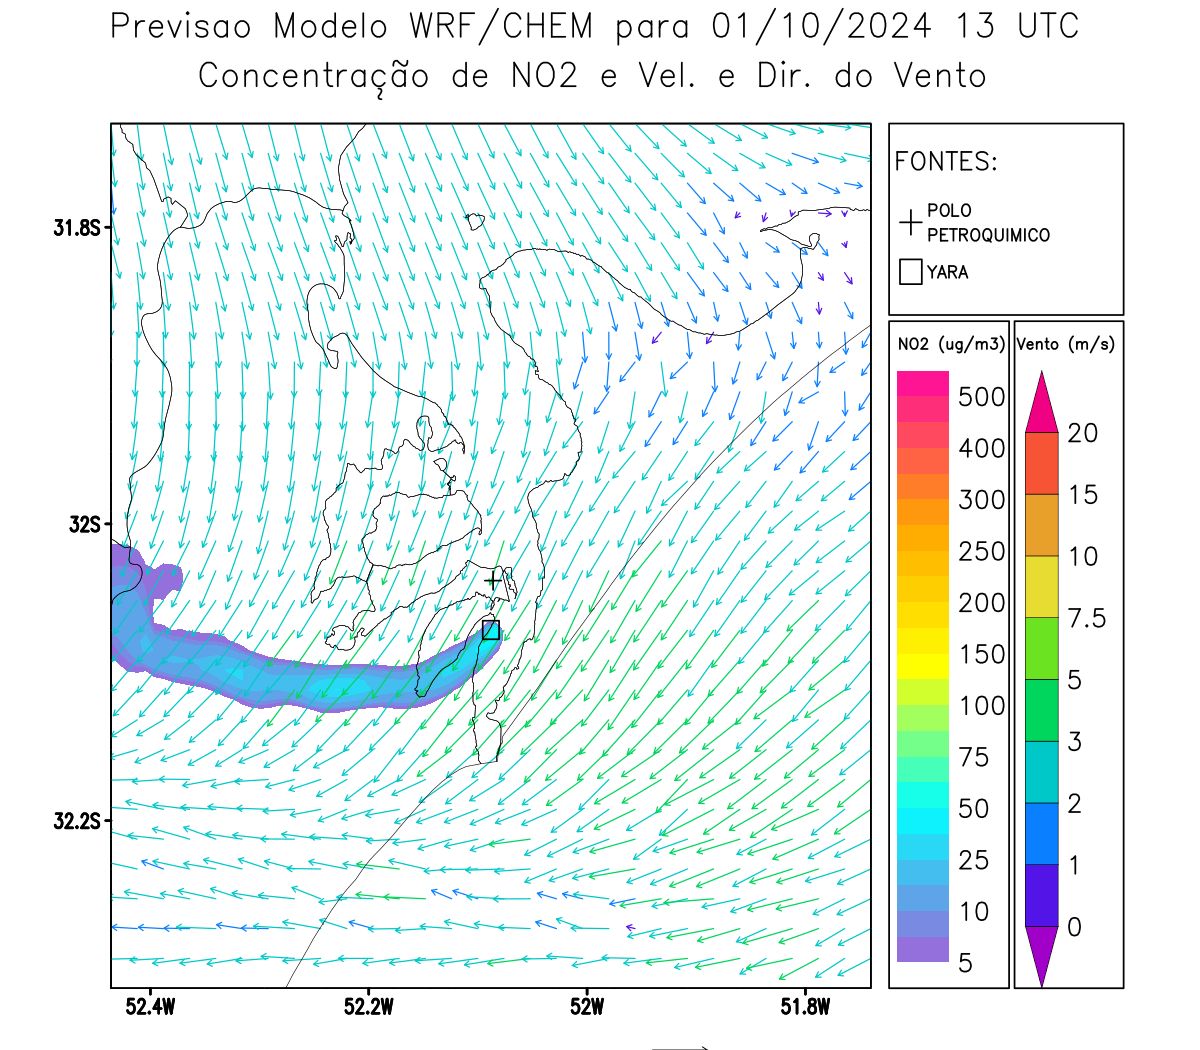 Previsao Modelo WRF/CHEM para 01/10/2024 13 UTC
Concentração de NO2 e Vel. e Dir. do Vento
FONTES:
POLO
PETROQUIMICO
YARA
NO2 (ug/m3)
500
400
300
250
200
150
100
75
50
25
10
5
Vento (m/s)
20
15
10
7.5
5
3
2
1
0
31.8S
32S
32.2S
52.4W
52.2W
52W
51.8W